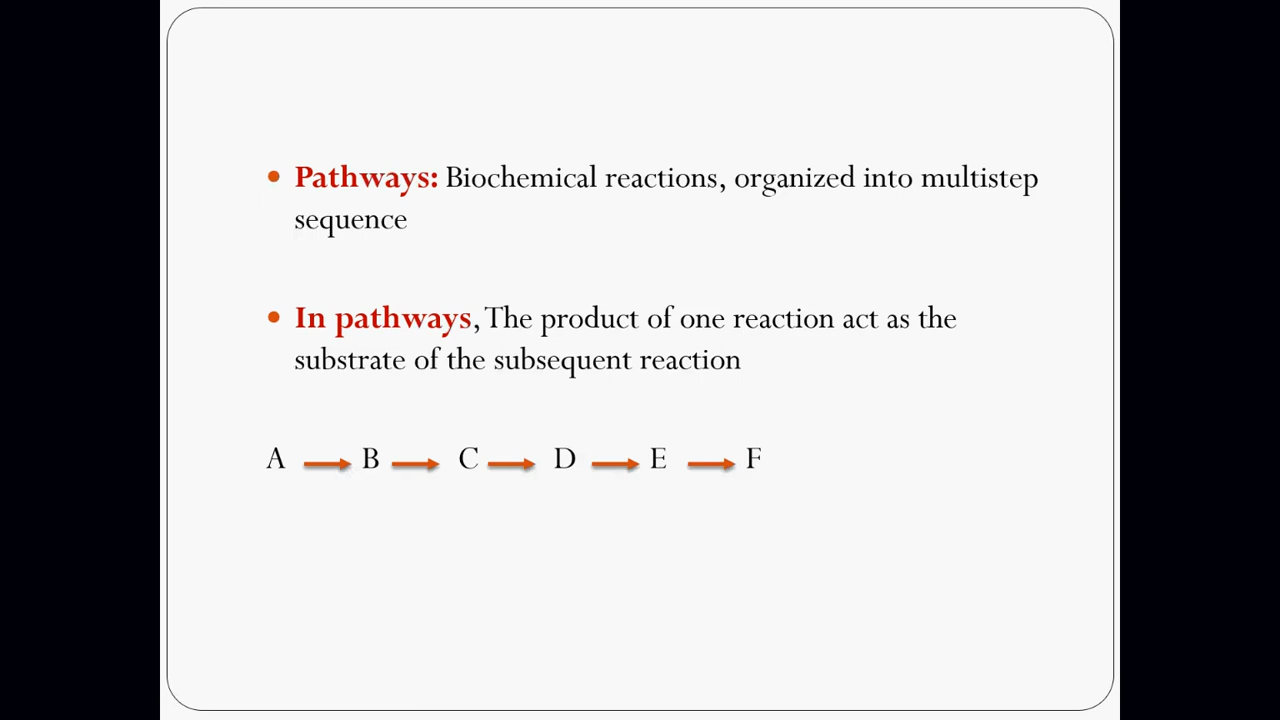 Pathways: Biochemical reactions, organized into multistep
sequence
In pathways, The product of one reaction act as the
substrate of the subsequent reaction
A B C D E F